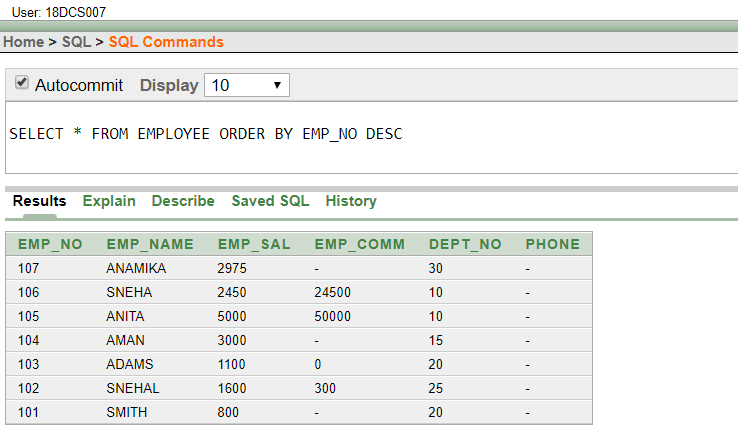 User: 18DCS007
Home > SQL > SQL Commands
Autocommit Display 10
SELECT * FROM EMPLOYEE ORDER BY EMP_NO DESC
Results Explain Describe Saved SQL History
EMP_NO EMP_NAME EMP_SAL EMP_COMM DEPT_NO PHONE
107 ANAMIKA 2975 - 30 -
106 SNEHA 2450 24500 10 -
105 ANITA 5000 50000 10 -
104 AMAN 3000 - 15 -
103 ADAMS 1100 0 20 -
102 SNEHAL 1600 300 25 -
101 SMITH 800 - 20 -